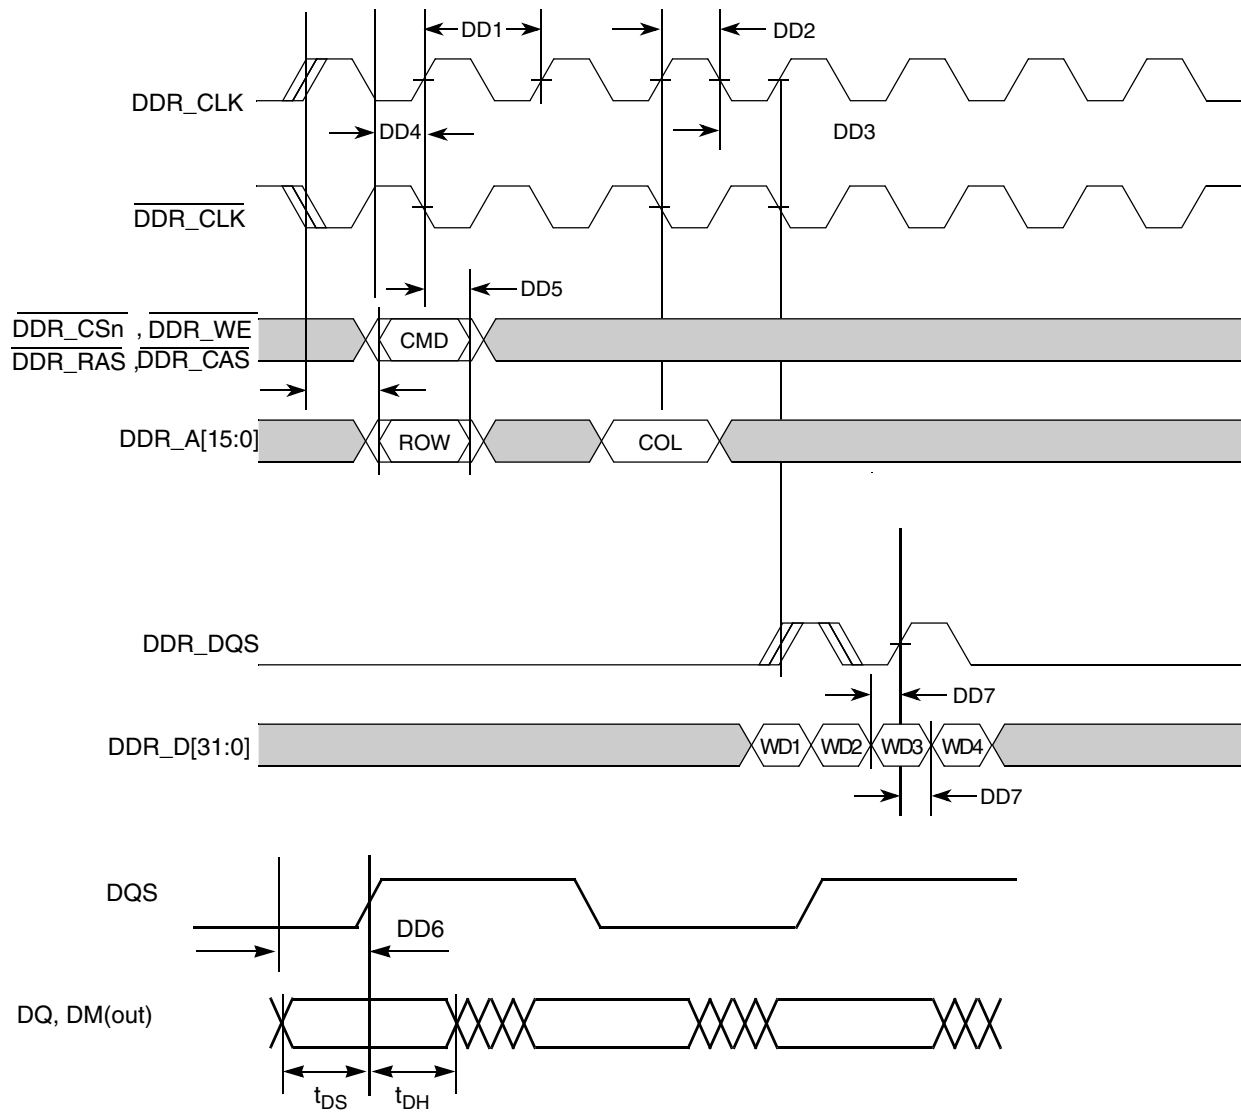 DD1
DD2
DDR_CLK
DD4
DD3
DDR_CLK
DD5
DDR_CSn , DDR_WE
DDR_RAS ,DDR_CAS
CMD
DDR_A[15:0]
ROW
COL
DDR_DQS
DD7
DDR_D[31:0]
WD1
WD2
WD3
WD4
DD7
DQS
DD6
DQ, DM(out)
tDS
tDH